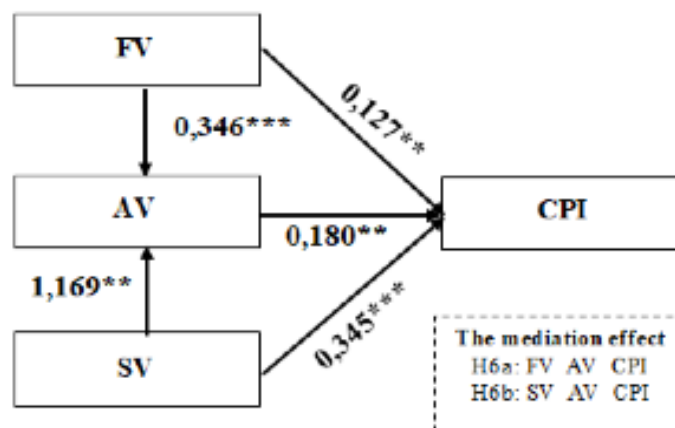 FV
0,346***
0,127**
AV
CPI
0,180**
1,169**
0,345***
SV
The mediation effect
H6a: FV AV CPI
H6b: SV AV CPI